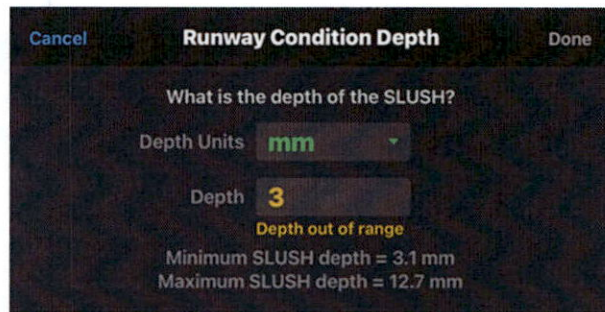 Cancel Runway Condition Depth Done
What is the depth of the SLUSH?
Depth Units mm
Depth 3
Depth out of range
Minimum SLUSH depth = 3.1 mm
Maximum SLUSH depth = 12.7 mm